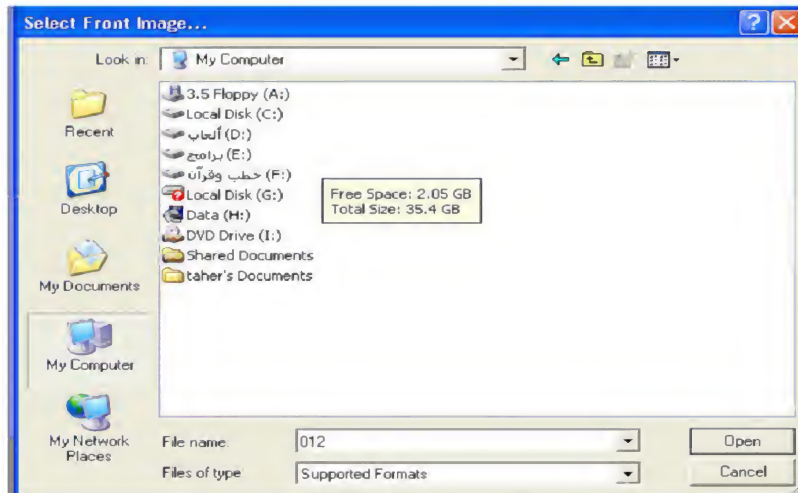 Select Front Image...
Look in: My Computer
3.5 Floppy (A:)
Local Disk (C:)
ألعاب (D:)
برامج (E:)
خطب وقرآن (F:)
Local Disk (G:)
Data (H:)
DVD Drive (I:)
Shared Documents
taher's Documents
Free Space: 2.05 GB
Total Size: 35.4 GB
Recent
Desktop
My Documents
My Computer
My Network
Places
File name: 012 Open
Files of type: Supported Formats Cancel